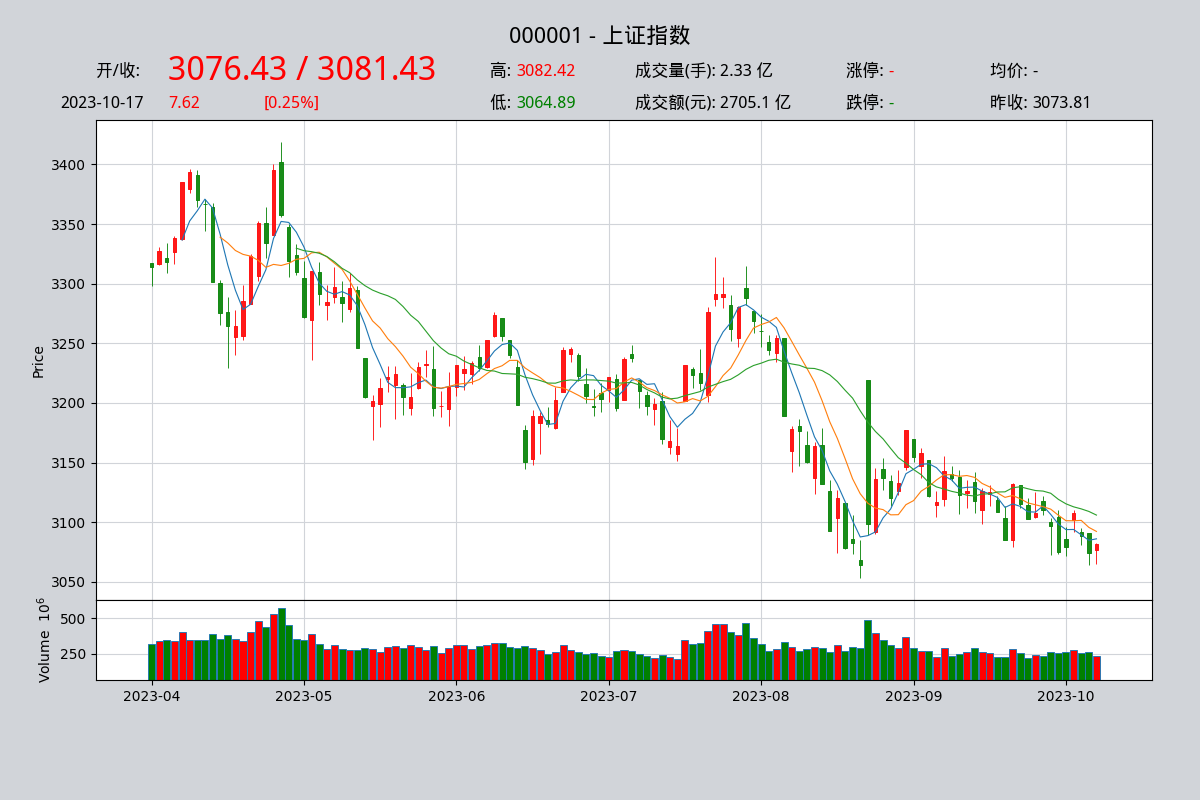 000001 - 上证指数
开/收: 3076.43 / 3081.43 高: 3082.42 成交量(手): 2.33 亿 涨停: - 均价: -
2023-10-17 7.62 [0.25%] 低: 3064.89 成交额(元): 2705.1 亿 跌停: - 昨收: 3073.81
Price
3400
3350
3300
3250
3200
3150
3100
3050
Volume 10^6
500
250
2023-04 2023-05 2023-06 2023-07 2023-08 2023-09 2023-10